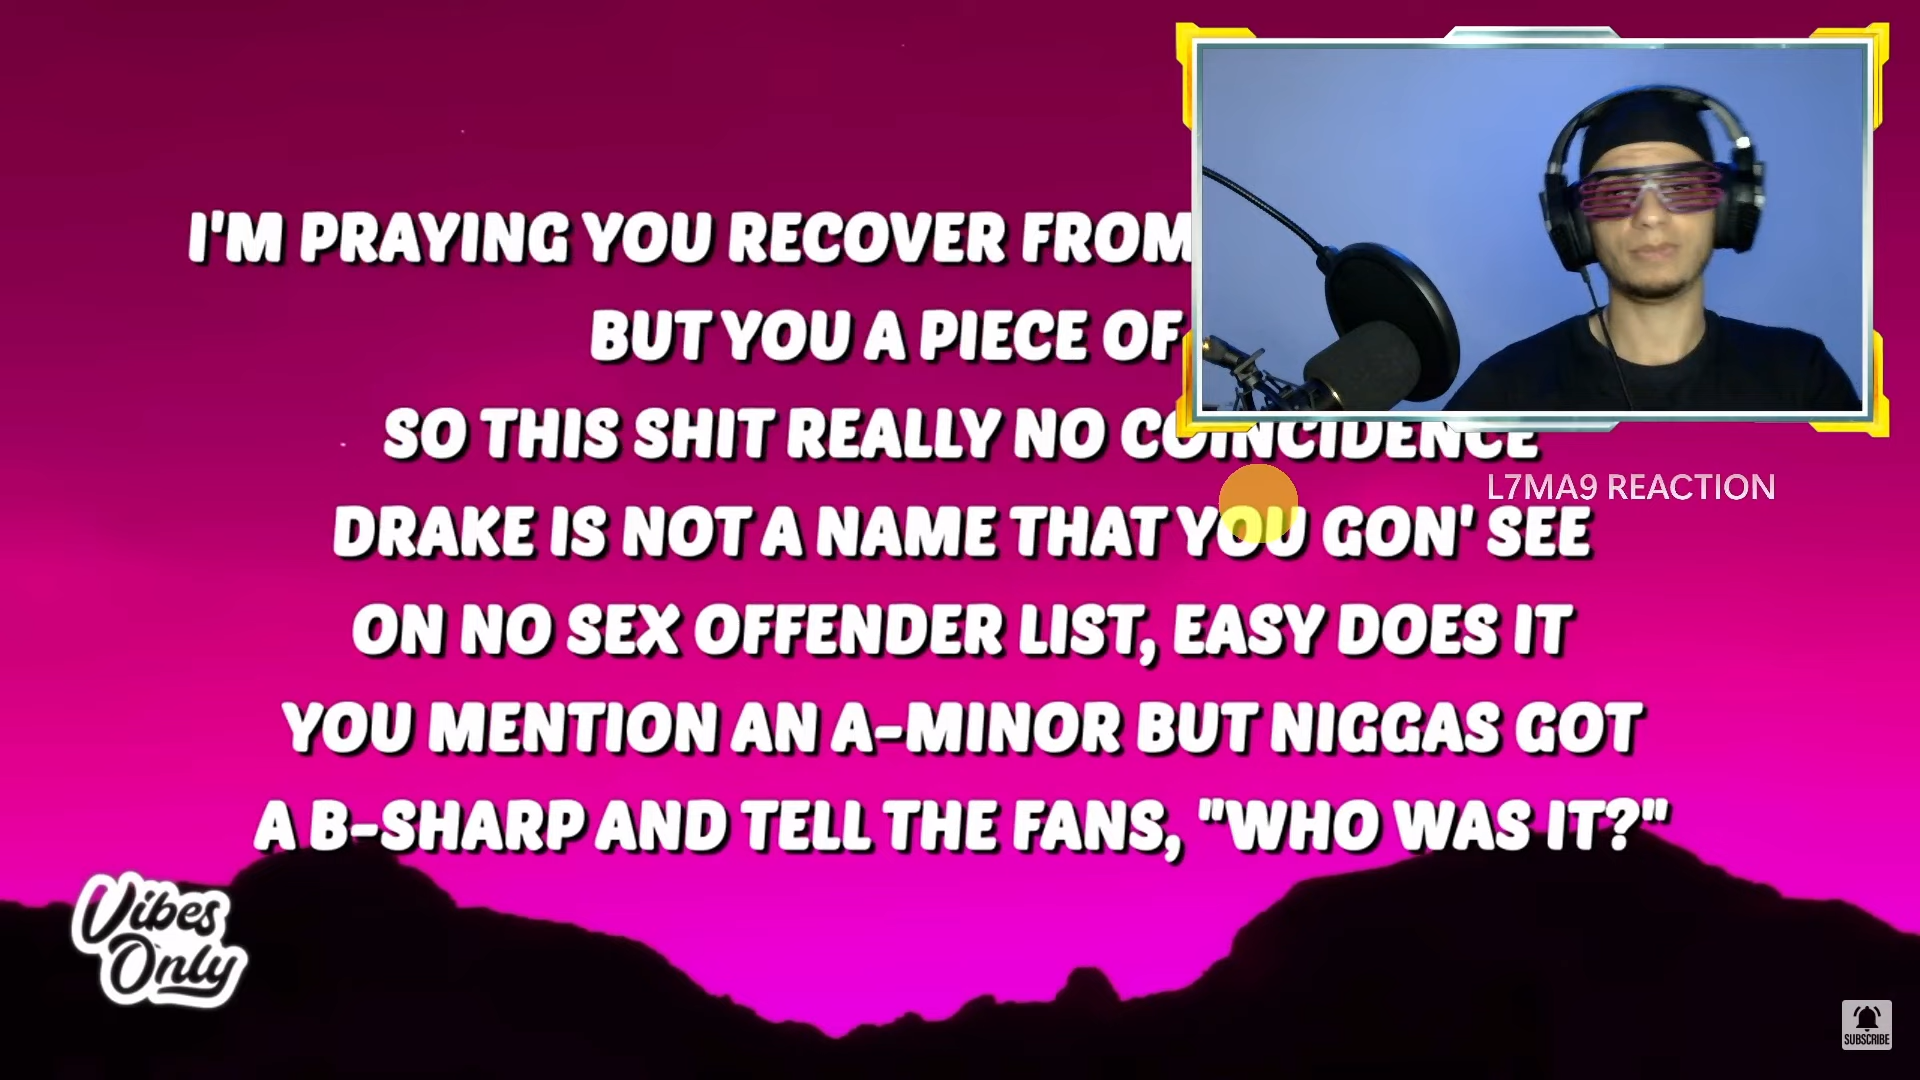 I'M PRAYING YOU RECOVER FROM
BUT YOU A PIECE OF
SO THIS SHIT REALLY NO COINCIDENCE
DRAKE IS NOT A NAME THAT YOU GON' SEE
ON NO SEX OFFENDER LIST, EASY DOES IT
YOU MENTION AN A-MINOR BUT NIGGAS GOT
A B-SHARP AND TELL THE FANS, "WHO WAS IT?"
L7MA9 REACTION
Vibes
Only
SUBSCRIBE